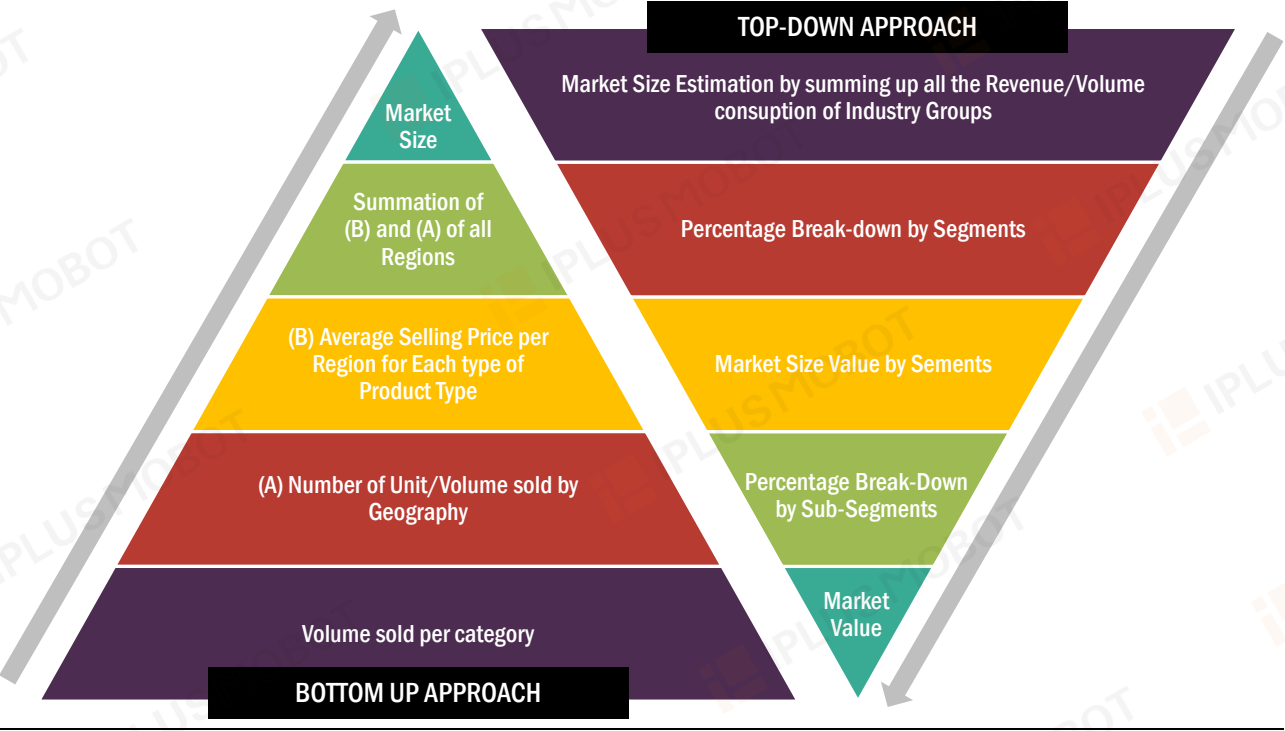 TOP-DOWN APPROACH
Market Size Estimation by summing up all the Revenue/Volume
consuption of Industry Groups
Percentage Break-down by Segments
Market Size Value by Sements
Percentage Break-Down
by Sub-Segments
Market
Value
Market
Size
Summation of
(B) and (A) of all
Regions
(B) Average Selling Price per
Region for Each type of
Product Type
(A) Number of Unit/Volume sold by
Geography
Volume sold per category
BOTTOM UP APPROACH
IPLUSMOBOT